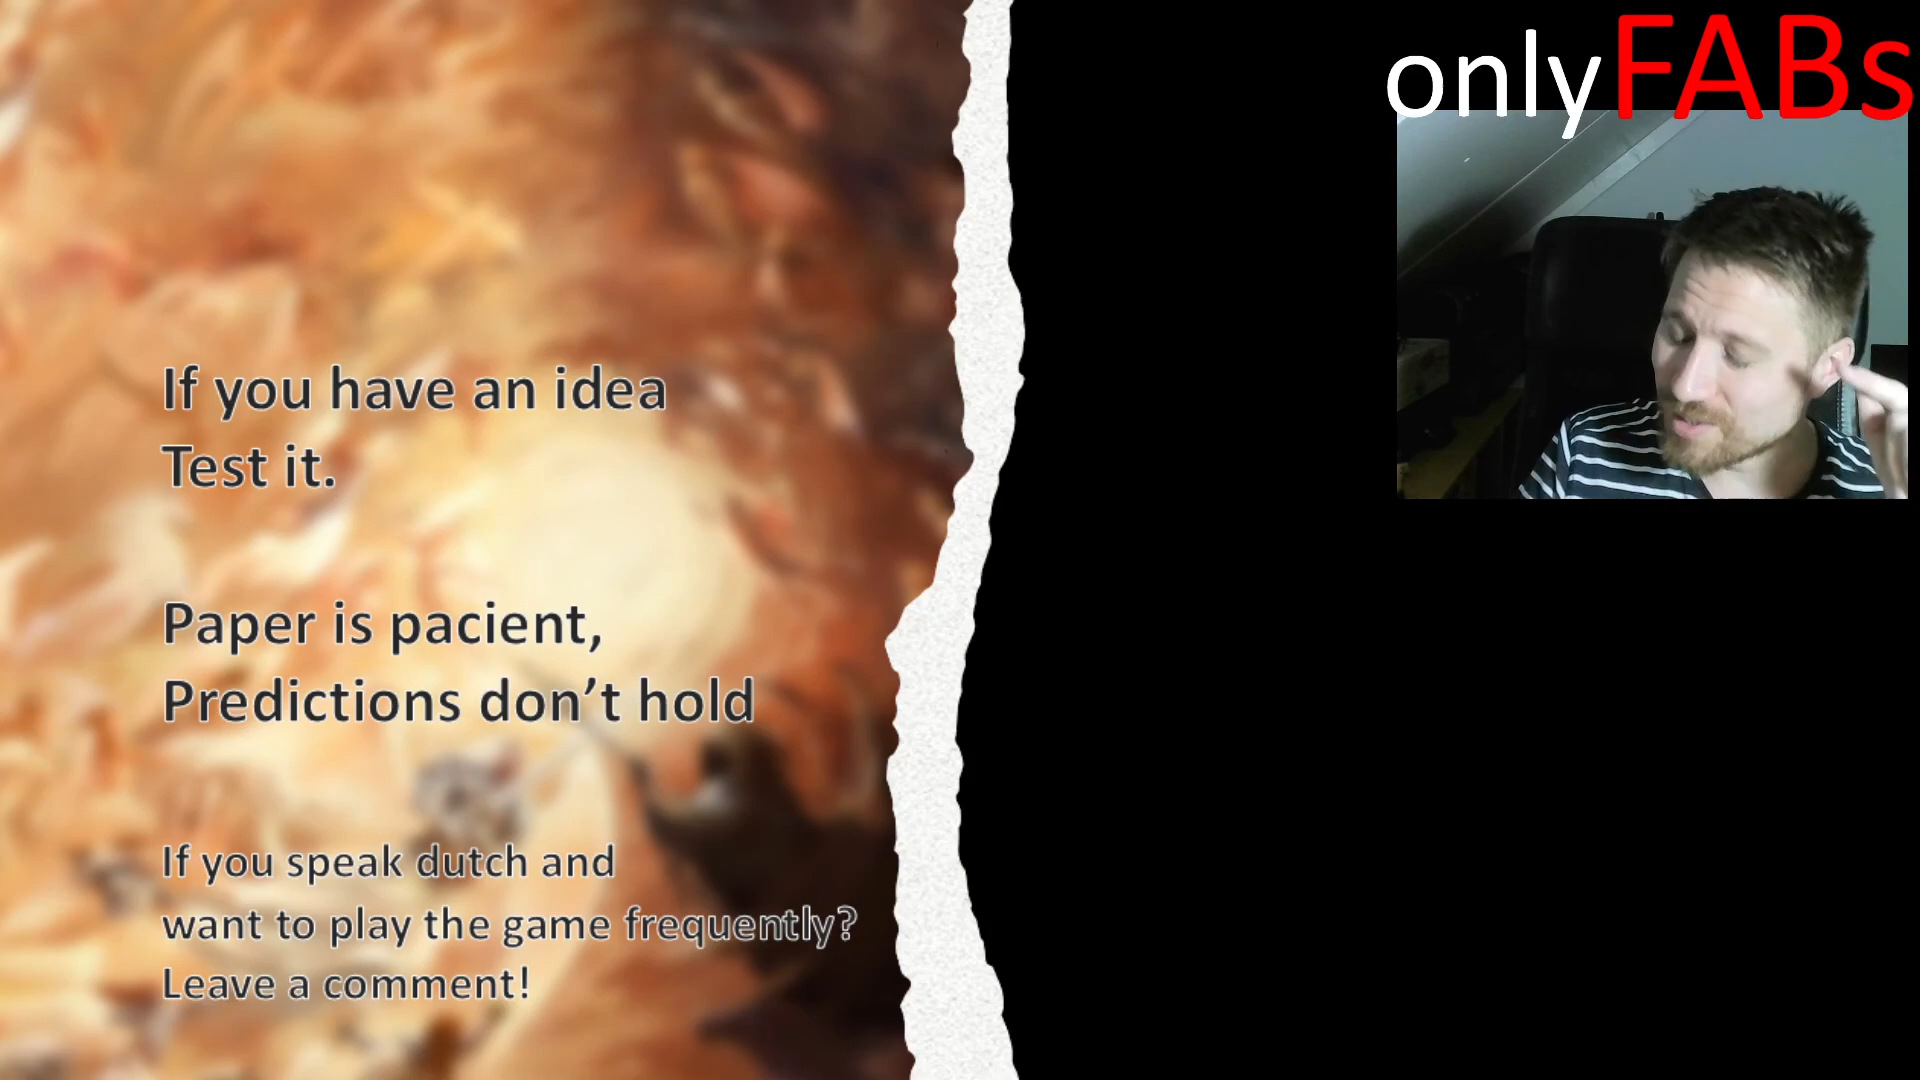 onlyFABs
If you have an idea
Test it.
Paper is pacient,
Predictions don’t hold
If you speak dutch and
want to play the game frequently?
Leave a comment!